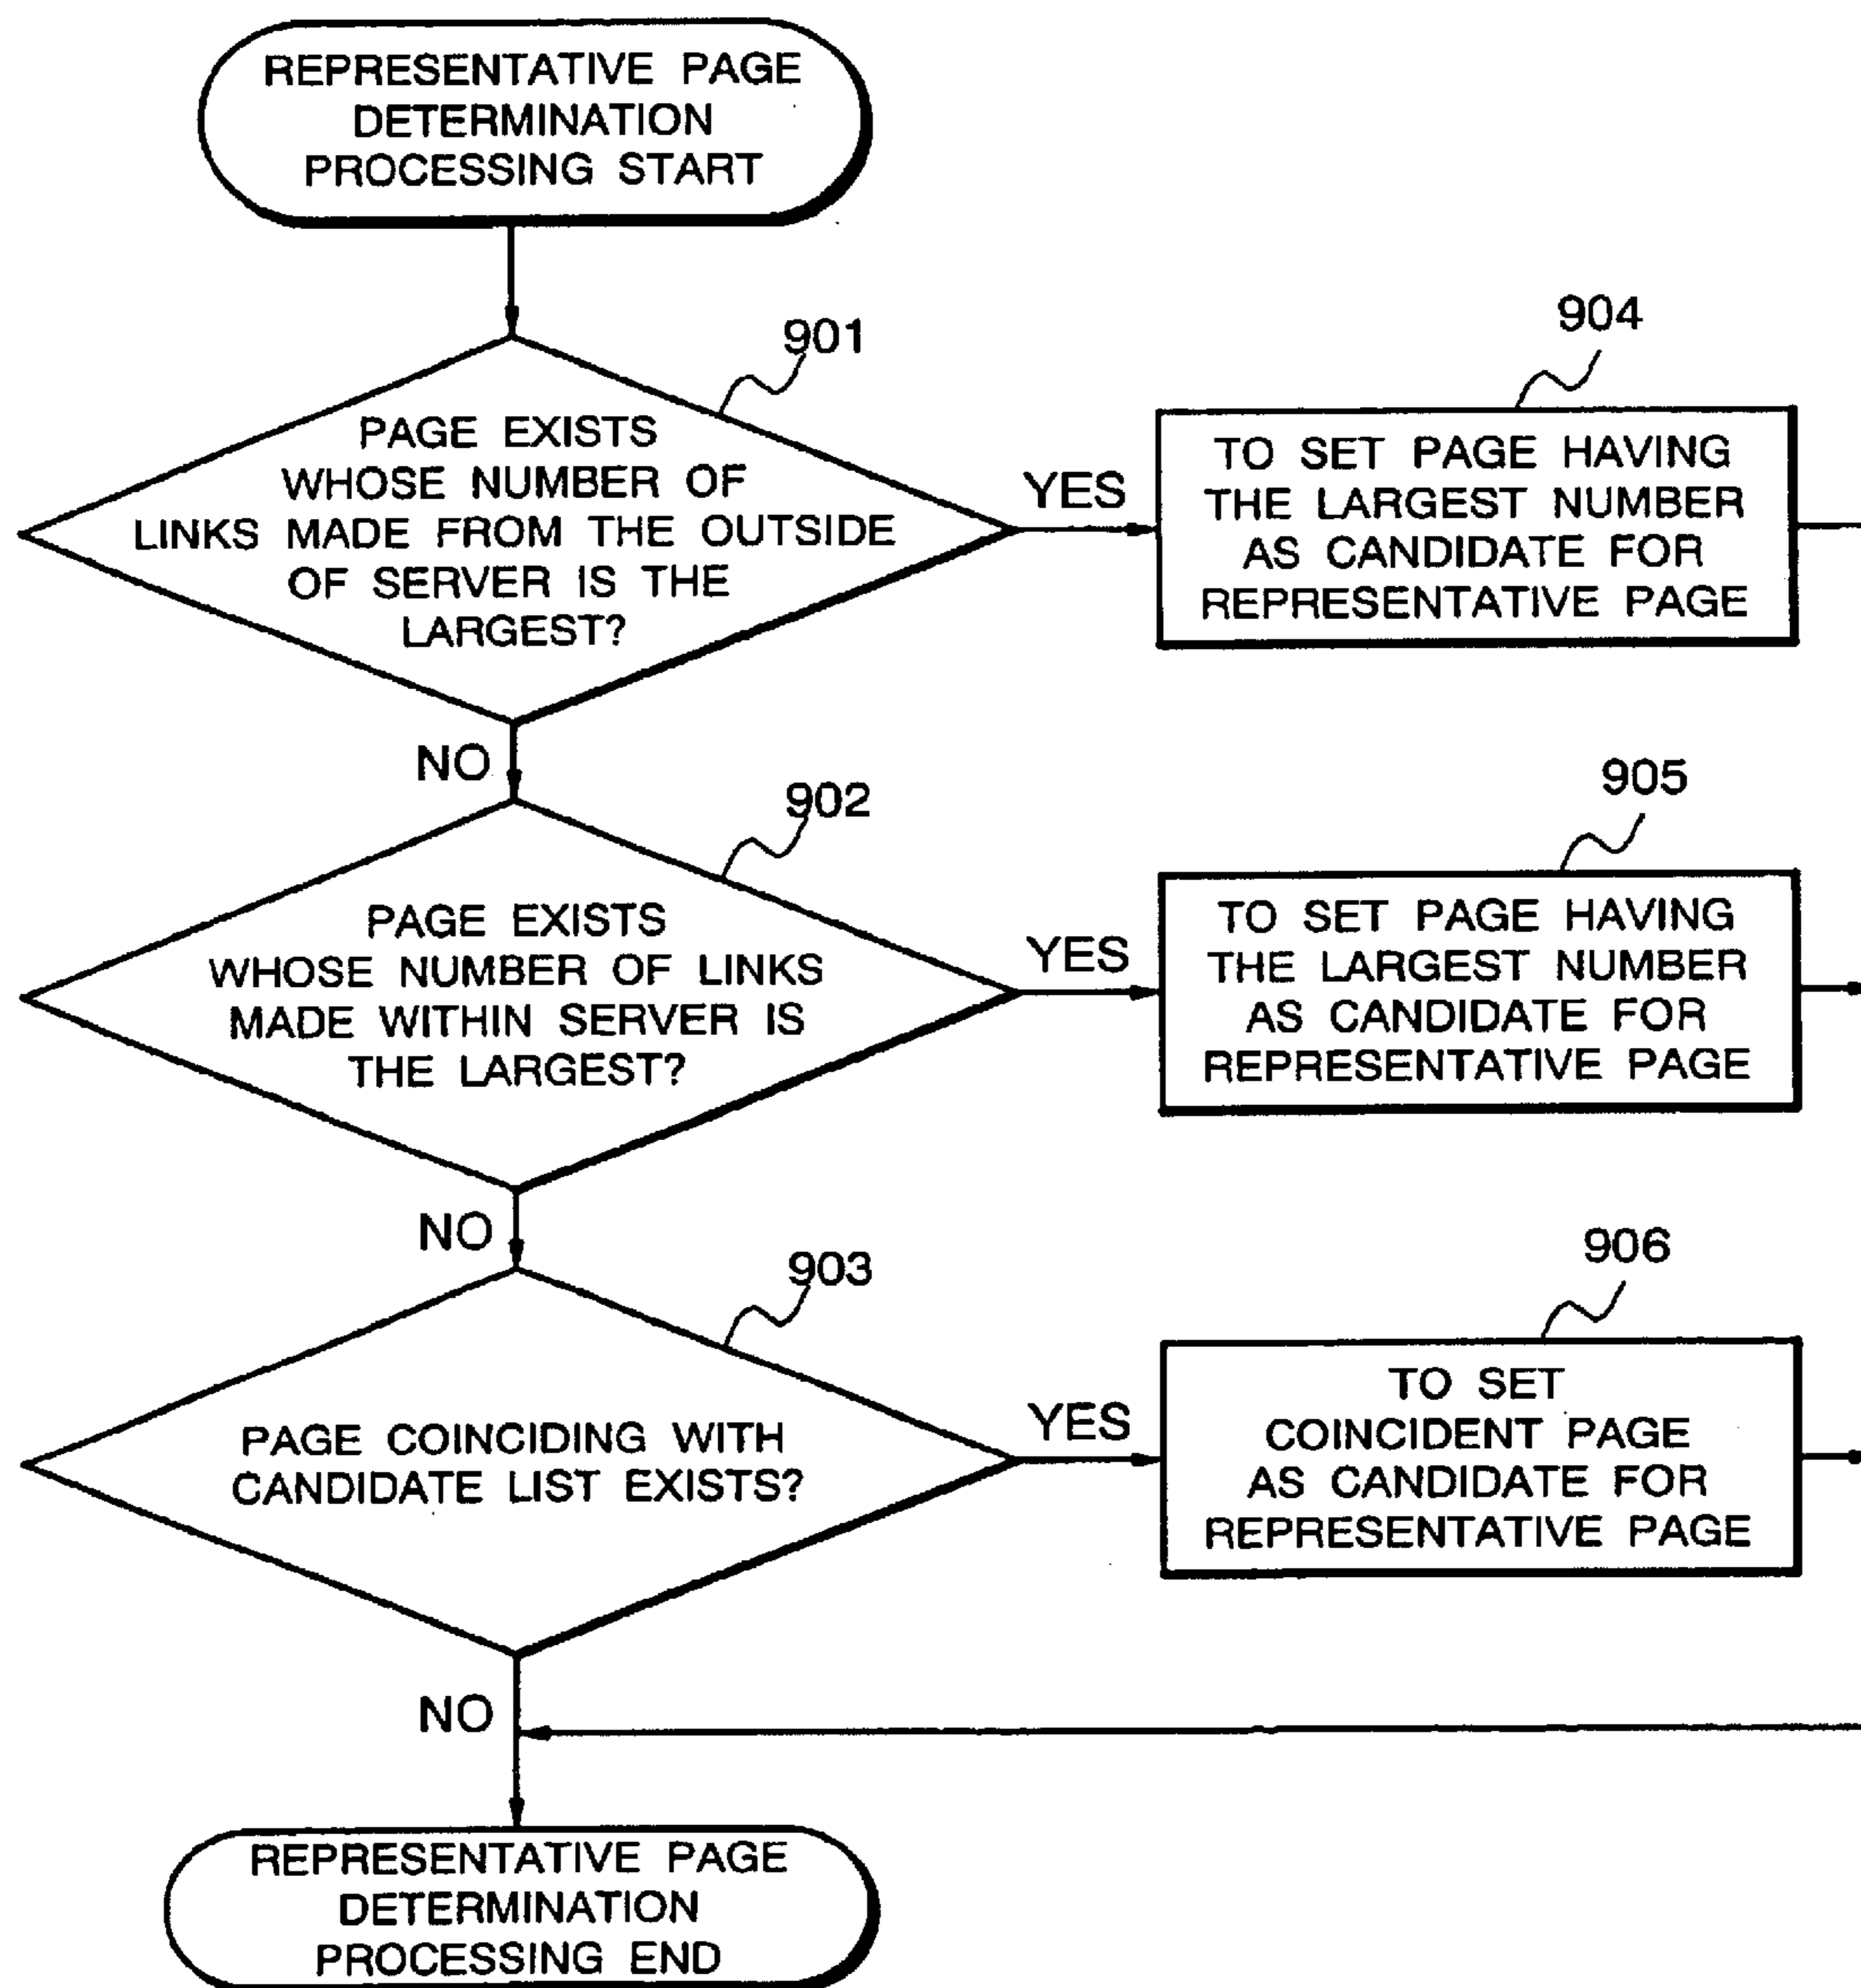 REPRESENTATIVE PAGE
DETERMINATION
PROCESSING START
901
PAGE EXISTS
WHOSE NUMBER OF
LINKS MADE FROM THE OUTSIDE
OF SERVER IS THE
LARGEST?
YES
904
TO SET PAGE HAVING
THE LARGEST NUMBER
AS CANDIDATE FOR
REPRESENTATIVE PAGE
NO
902
PAGE EXISTS
WHOSE NUMBER OF LINKS
MADE WITHIN SERVER IS
THE LARGEST?
YES
905
TO SET PAGE HAVING
THE LARGEST NUMBER
AS CANDIDATE FOR
REPRESENTATIVE PAGE
NO
903
PAGE COINCIDING WITH
CANDIDATE LIST EXISTS?
YES
906
TO SET
COINCIDENT PAGE
AS CANDIDATE FOR
REPRESENTATIVE PAGE
NO
REPRESENTATIVE PAGE
DETERMINATION
PROCESSING END